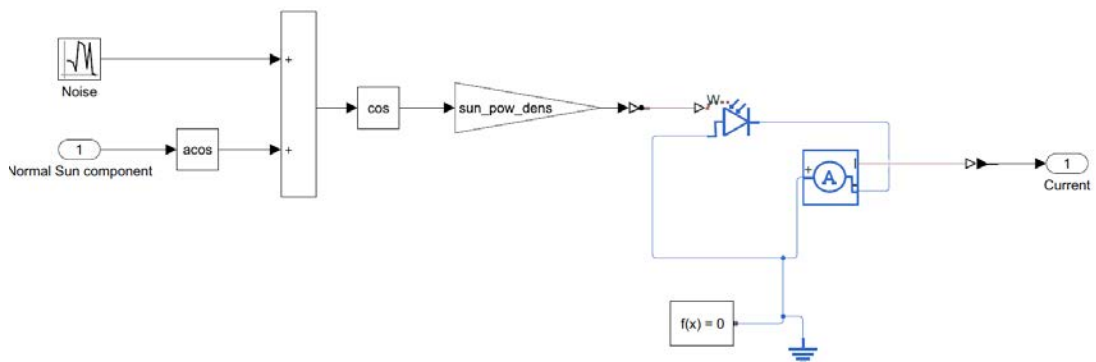 Noise
+
1
Normal Sun component
acos
+
cos
sun_pow_dens
W
+
A
I
1
Current
f(x) = 0